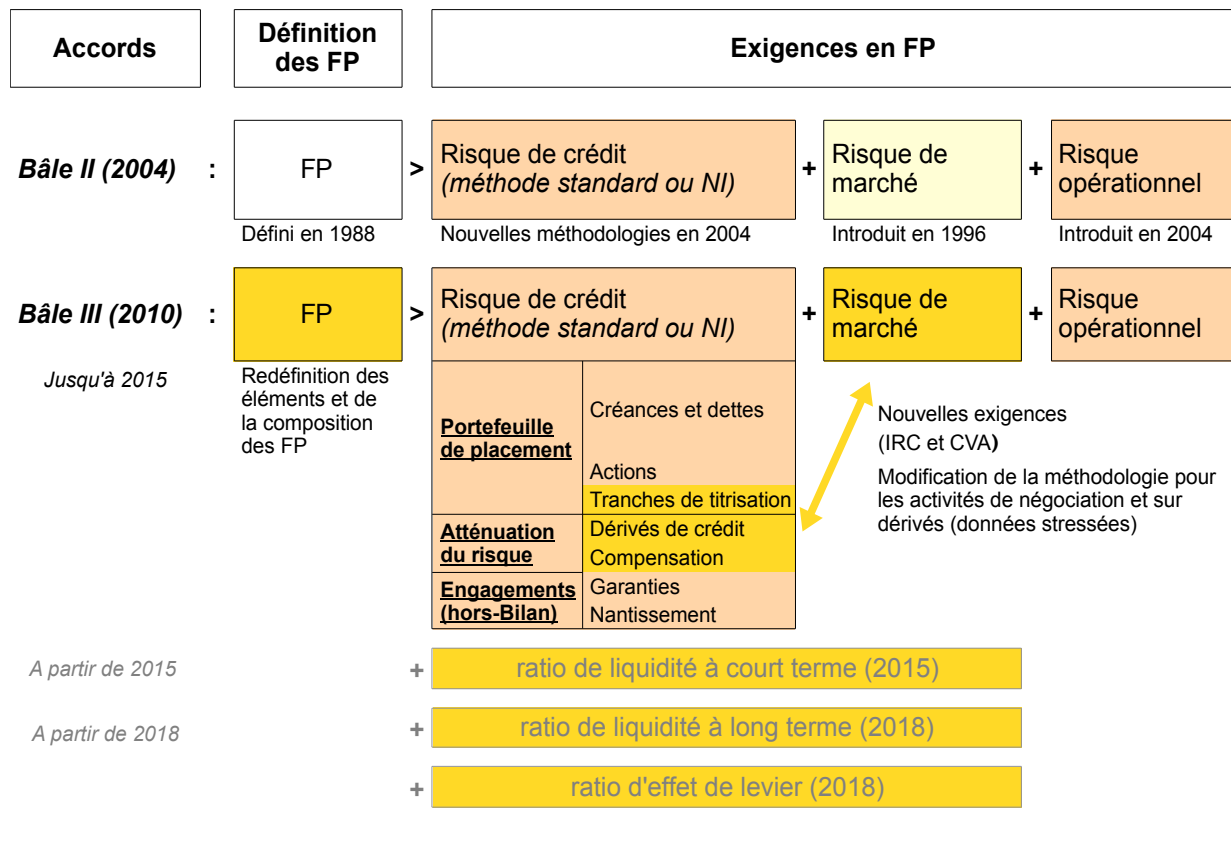 Accords
Définition
des FP
Exigences en FP
Bâle II (2004) :
FP
>
Risque de crédit
(méthode standard ou NI)
+
Risque de
marché
+
Risque
opérationnel
Défini en 1988
Nouvelles méthodologies en 2004
Introduit en 1996
Introduit en 2004
Bâle III (2010) :
FP
>
Risque de crédit
(méthode standard ou NI)
+
Risque de
marché
+
Risque
opérationnel
Jusqu'à 2015
Redéfinition des
éléments et de
la composition
des FP
Portefeuille
de placement
Créances et dettes
Actions
Tranches de titrisation
Atténuation
du risque
Dérivés de crédit
Compensation
Engagements
(hors-Bilan)
Garanties
Nantissement
Nouvelles exigences
(IRC et CVA)
Modification de la méthodologie pour
les activités de négociation et sur
dérivés (données stressées)
A partir de 2015
+ ratio de liquidité à court terme (2015)
A partir de 2018
+ ratio de liquidité à long terme (2018)
+ ratio d'effet de levier (2018)